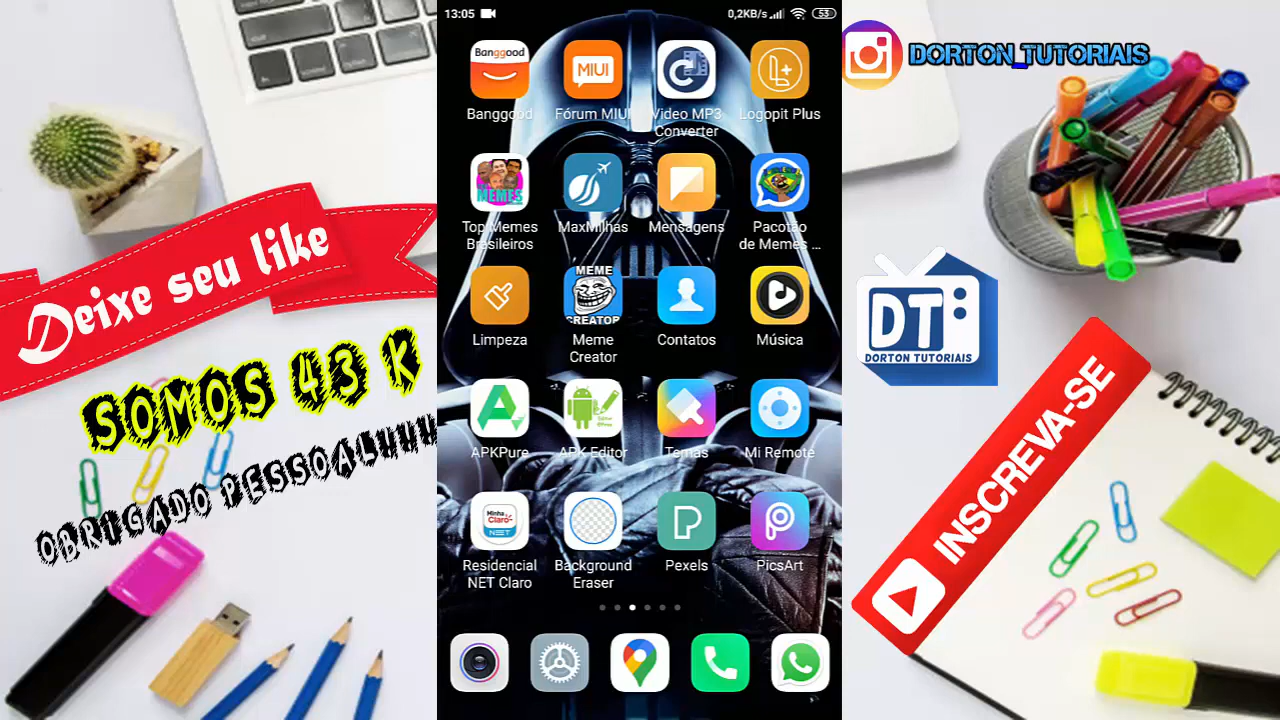 13:05
0,2KB/s
53
DORTON_TUTORIAIS
Banggood
MIUI
L+
Banggood
Fórum MIUI
Video MP3
Converter
Logopit Plus
MEMES
Top Memes
Brasileiros
MaxMilhas
Mensagens
Pacotão
de Memes ...
Deixe seu like
SOMOS 43 K
OBRIGADO PESSOALHHH
DT
DORTON TUTORIAIS
INSCREVA-SE
MEME
CREATOR
Limpeza
Meme
Creator
Contatos
Música
APKPure
APK Editor
Temas
Mi Remote
Minha
Claro
NET
Residencial
NET Claro
Background
Eraser
Pexels
PicsArt